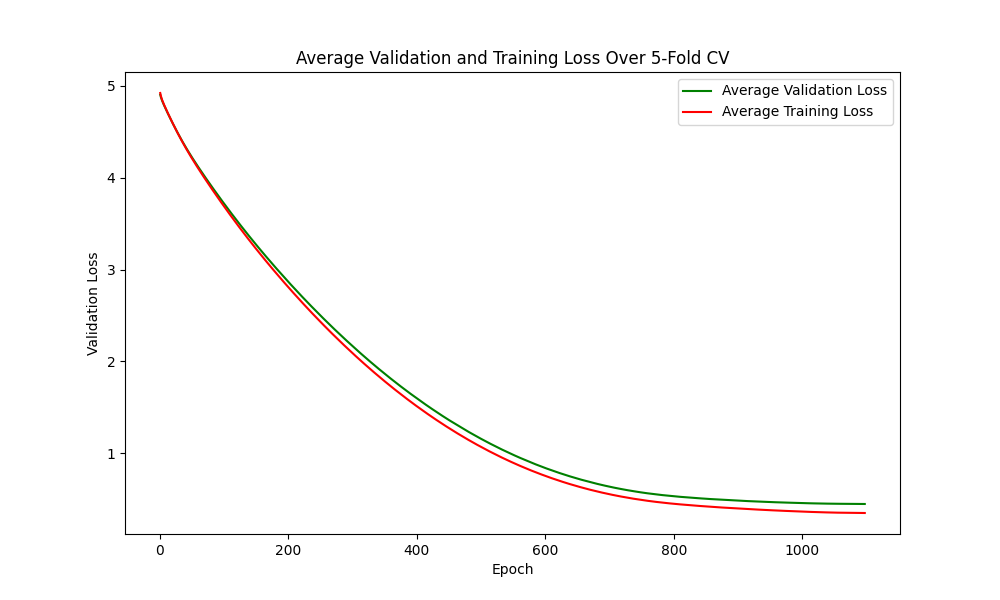 Average Validation and Training Loss Over 5-Fold CV
Average Validation Loss
Average Training Loss
Validation Loss
5
4
3
2
1
0
200
400
600
800
1000
Epoch